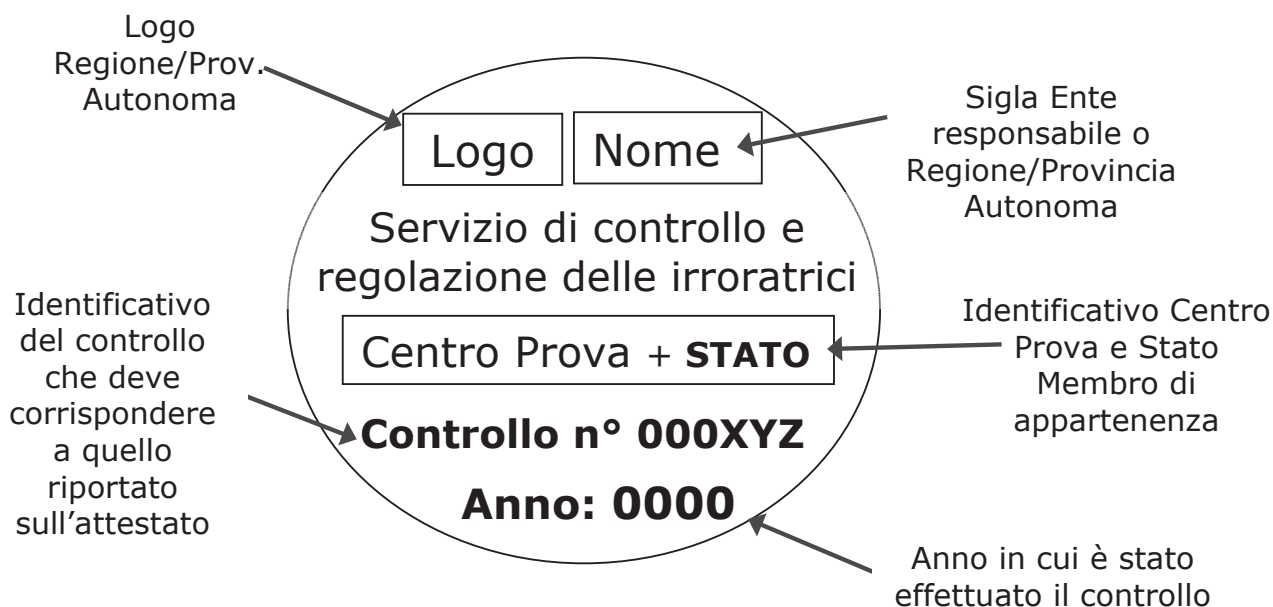 Logo
Regione/Prov.
Autonoma
Logo
Nome
Sigla Ente
responsabile o
Regione/Provincia
Autonoma
Servizio di controllo e
regolazione delle irroratrici
Identificativo
del controllo
che deve
corrispondere
a quello
riportato
sull'attestato
Centro Prova + STATO
Identificativo Centro
Prova e Stato
Membro di
appartenenza
Controllo n° 000XYZ
Anno: 0000
Anno in cui è stato
effettuato il controllo